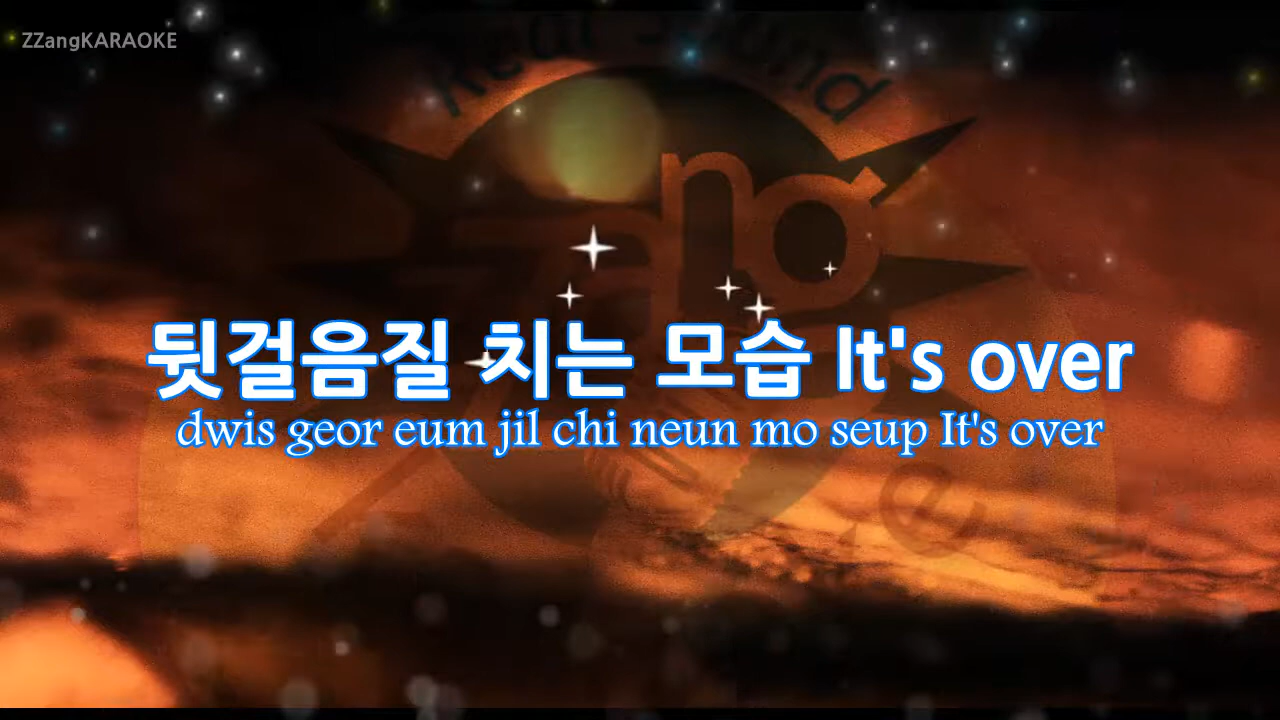 ZZangKARAOKE
뒷걸음질 치는 모습 It's over
dwis geor eum jil chi neun mo seup It's over